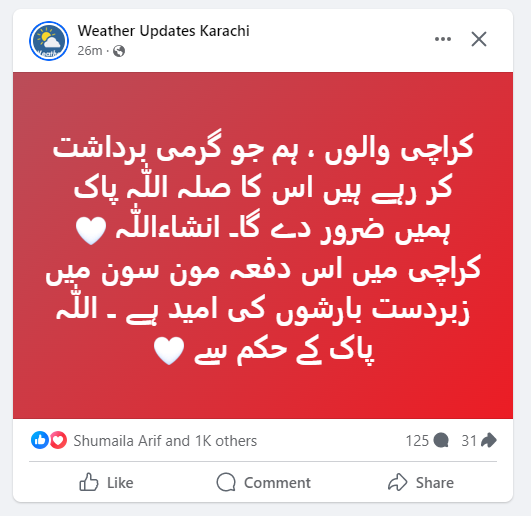 Weather Updates Karachi
26m ·
کراچی والوں ، ہم جو گرمی برداشت
کر رہے ہیں اس کا صلہ اللّٰہ پاک
ہمیں ضرور دے گا۔ انشاءاللّٰہ 🤍
کراچی میں اس دفعہ مون سون میں
زبردست بارشوں کی امید ہے ۔ اللّٰہ
پاک کے حکم سے 🤍
Shumaila Arif and 1K others
125 31
Like Comment Share